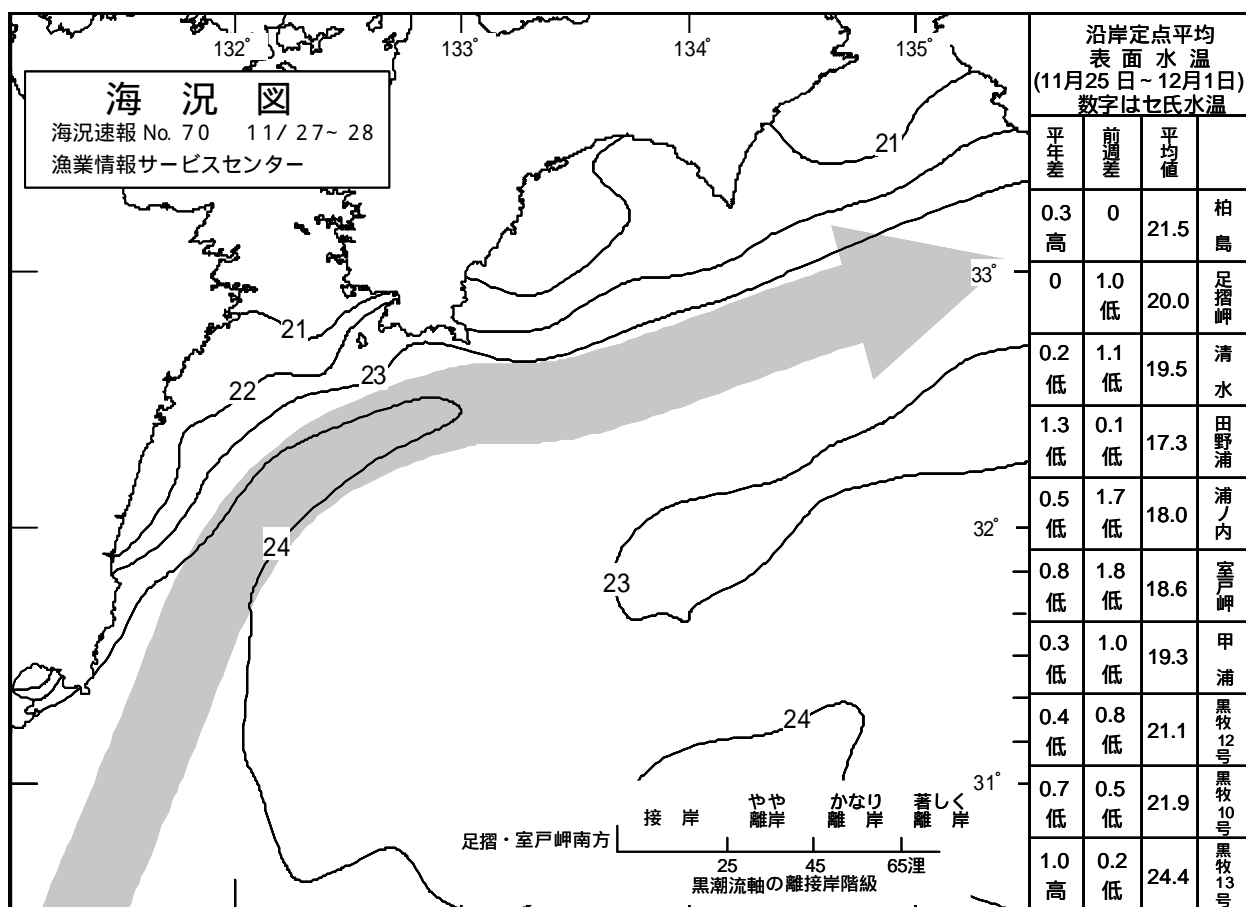 132°
133°
134°
135°
海 況 図
海況速報 No. 70 11/ 27~ 28
漁業情報サービスセンター
21
33°
21
23
22
24
32°
23
24
31°
接 岸 やや離岸 かなり離 岸 著しく離 岸
足摺・室戸岬南方
25 45 65浬
黒潮流軸の離接岸階級
沿岸定点平均
表 面 水 温
(11月25 日~ 12月1日)
数字はセ氏水温
平年差 前週差 平均値
0.3高 0 21.5 柏島
0 1.0低 20.0 足摺岬
0.2低 1.1低 19.5 清水
1.3低 0.1低 17.3 田野浦
0.5低 1.7低 18.0 浦ノ内
0.8低 1.8低 18.6 室戸岬
0.3低 1.0低 19.3 甲浦
0.4低 0.8低 21.1 黒牧12号
0.7低 0.5低 21.9 黒牧10号
1.0高 0.2低 24.4 黒牧13号